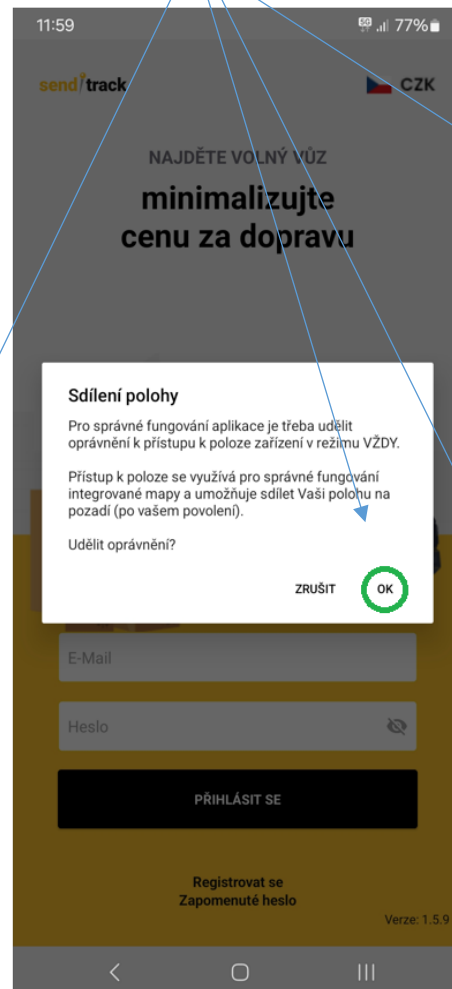 11:59
5G 77%
send/track
CZK
NAJDĚTE VOLNÝ VŮZ
minimalizujte
cenu za dopravu
Sdílení polohy
Pro správné fungování aplikace je třeba udělit
oprávnění k přístupu k poloze zařízení v režimu VŽDY.
Přístup k poloze se využívá pro správné fungování
integrované mapy a umožňuje sdílet Vaši polohu na
pozadí (po vašem povolení).
Udělit oprávnění?
ZRUŠIT
OK
E-Mail
Heslo
PŘIHLÁSIT SE
Registrovat se
Zapomenuté heslo
Verze: 1.5.9